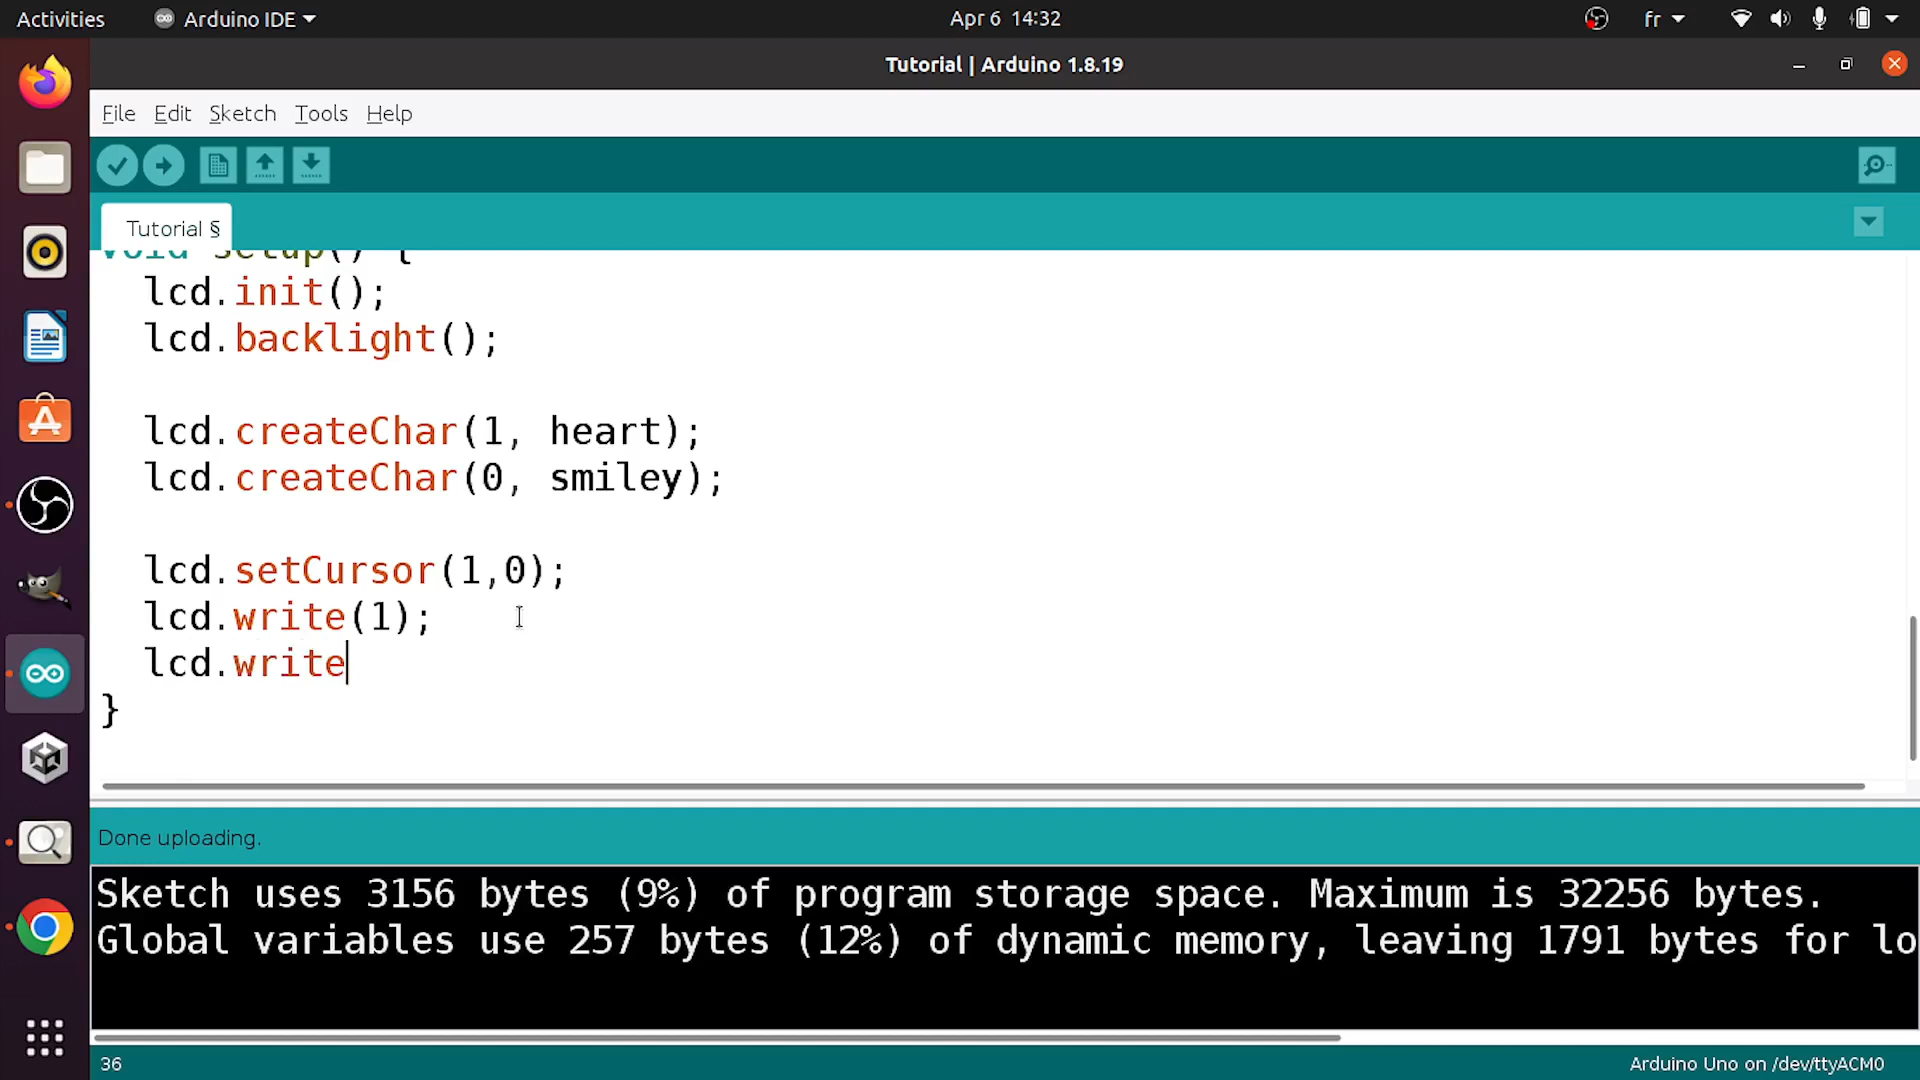 Activities Arduino IDE Apr 6 14:32 fr
Tutorial | Arduino 1.8.19
File Edit Sketch Tools Help
Tutorial §
void setup() {
lcd.init();
lcd.backlight();
lcd.createChar(1, heart);
lcd.createChar(0, smiley);
lcd.setCursor(1,0);
lcd.write(1);
lcd.write
}
Done uploading.
Sketch uses 3156 bytes (9%) of program storage space. Maximum is 32256 bytes.
Global variables use 257 bytes (12%) of dynamic memory, leaving 1791 bytes for lo
36 Arduino Uno on /dev/ttyACM0